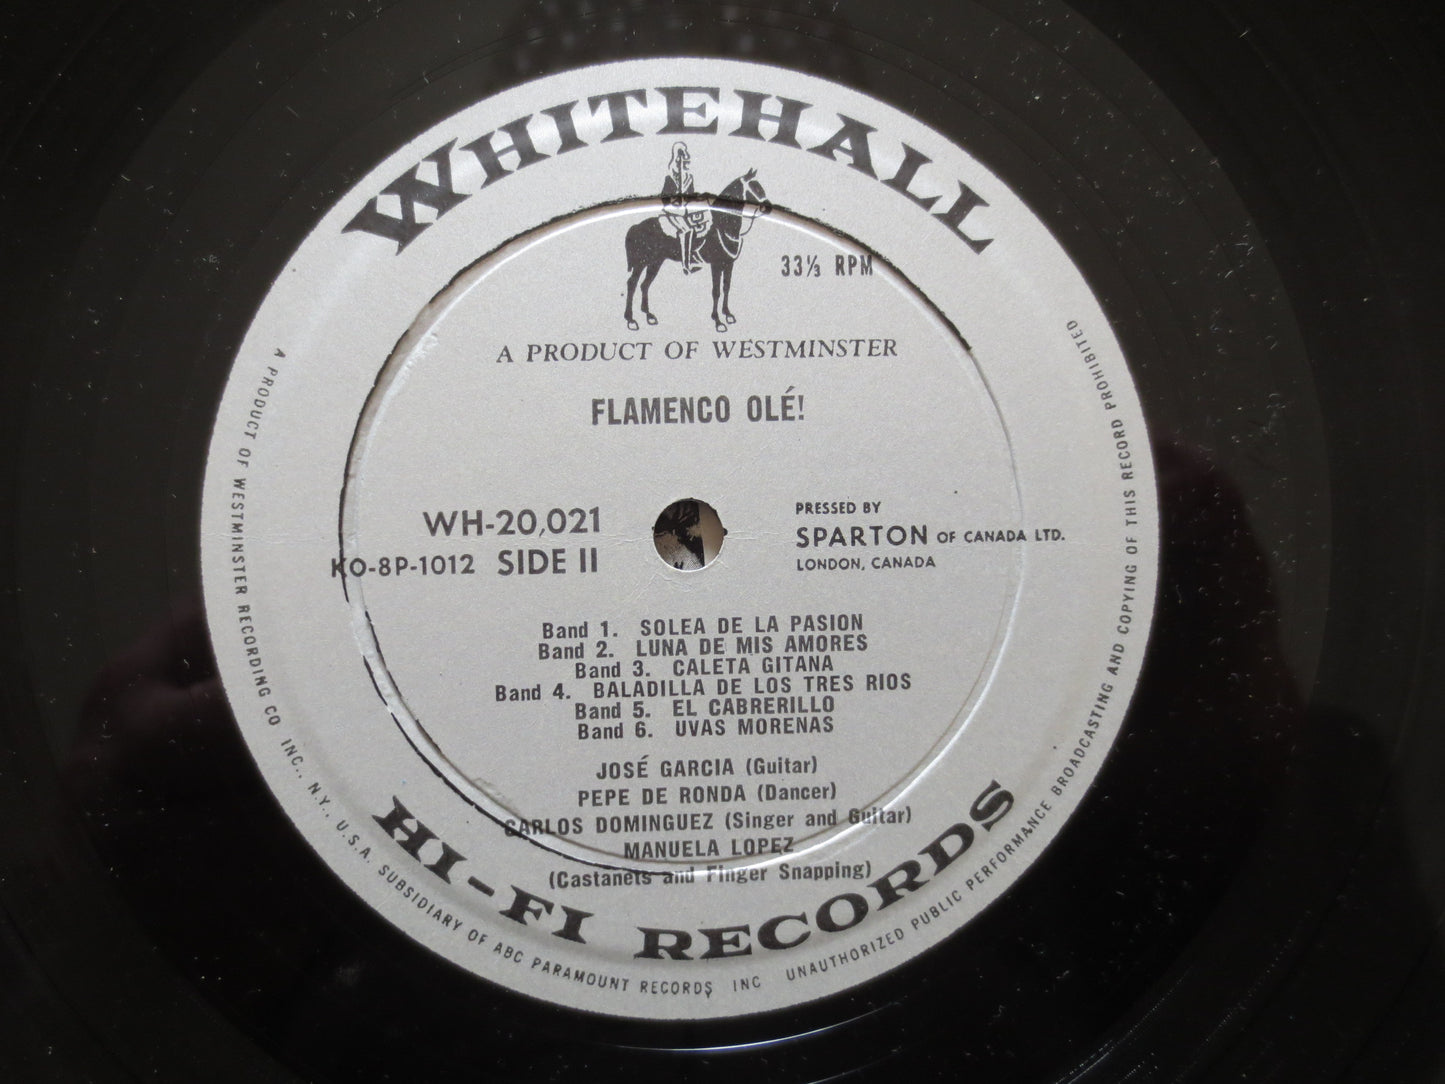 WHITEHALL
33⅓ RPM
A PRODUCT OF WESTMINSTER
FLAMENCO OLÉ!
WH-20,021
KO-8P-1012 SIDE II
PRESSED BY
SPARTON OF CANADA LTD.
LONDON, CANADA
Band 1. SOLEA DE LA PASION
Band 2. LUNA DE MIS AMORES
Band 3. CALETA GITANA
Band 4. BALADILLA DE LOS TRES RIOS
Band 5. EL CABRERILLO
Band 6. UVAS MORENAS
JOSÉ GARCIA (Guitar)
PEPE DE RONDA (Dancer)
CARLOS DOMINGUEZ (Singer and Guitar)
MANUELA LOPEZ
(Castanets and Finger Snapping)
HI-FI RECORDS
A PRODUCT OF WESTMINSTER RECORDING CO INC., N.Y., U.S.A. SUBSIDIARY OF ABC PARAMOUNT RECORDS INC UNAUTHORIZED PUBLIC PERFORMANCE BROADCASTING AND COPYING OF THIS RECORD PROHIBITED